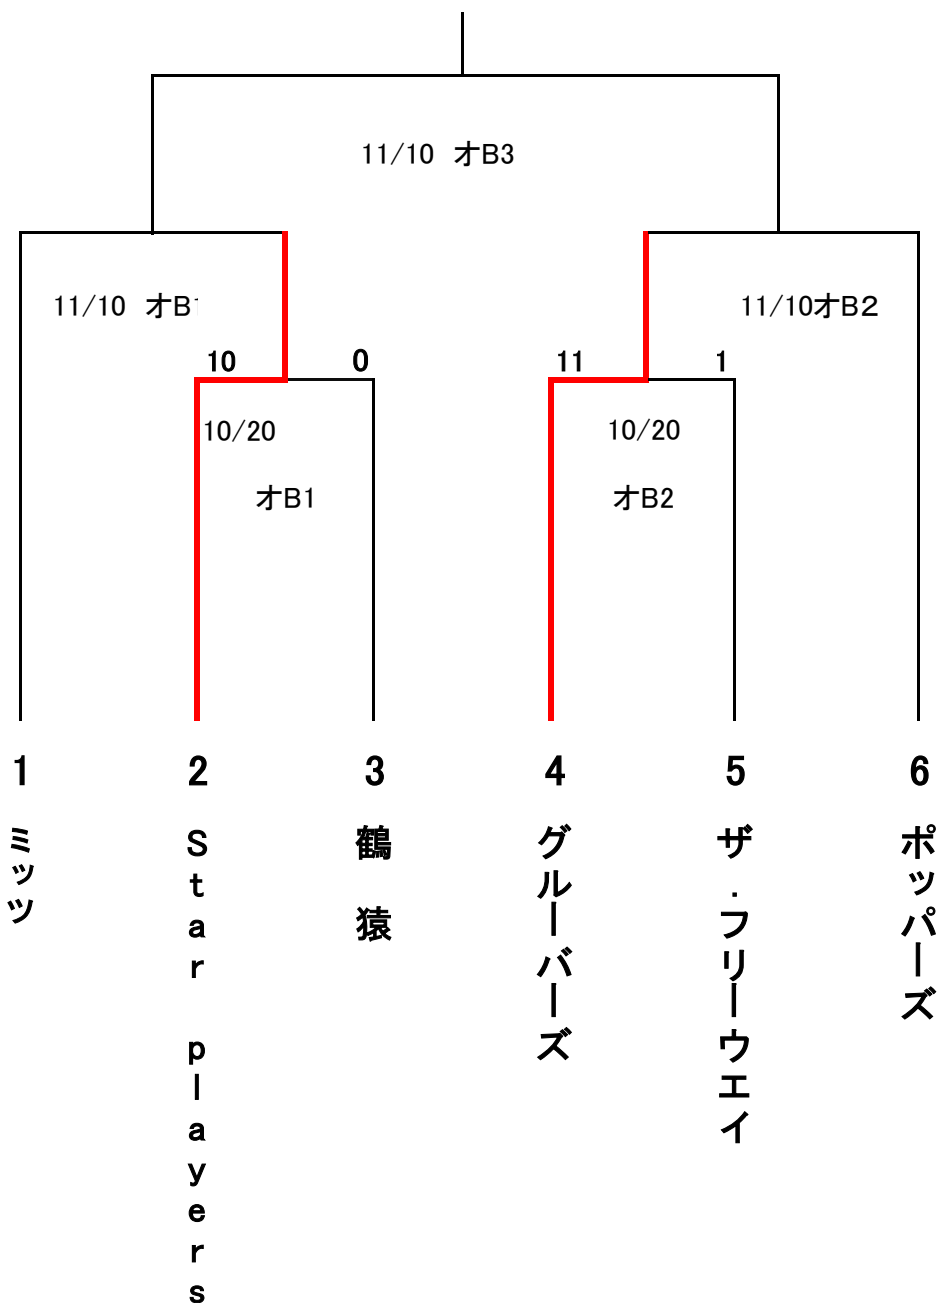 11/10 オB3
11/10 オB1
11/10オB2
10
0
11
1
10/20
オB1
10/20
オB2
1
2
3
4
5
6
ミッツ
Star players
鶴 猿
グルーバーズ
ザ.フリーウエイ
ポッパーズ